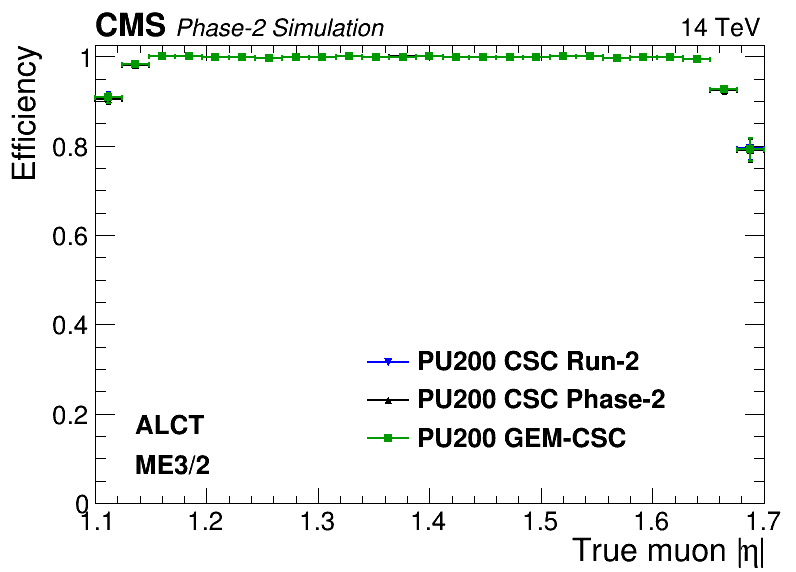 CMS Phase-2 Simulation 14 TeV
Efficiency
1
0.8
0.6
0.4
0.2
0
PU200 CSC Run-2
PU200 CSC Phase-2
PU200 GEM-CSC
ALCT
ME3/2
1.1 1.2 1.3 1.4 1.5 1.6 1.7
True muon |η|